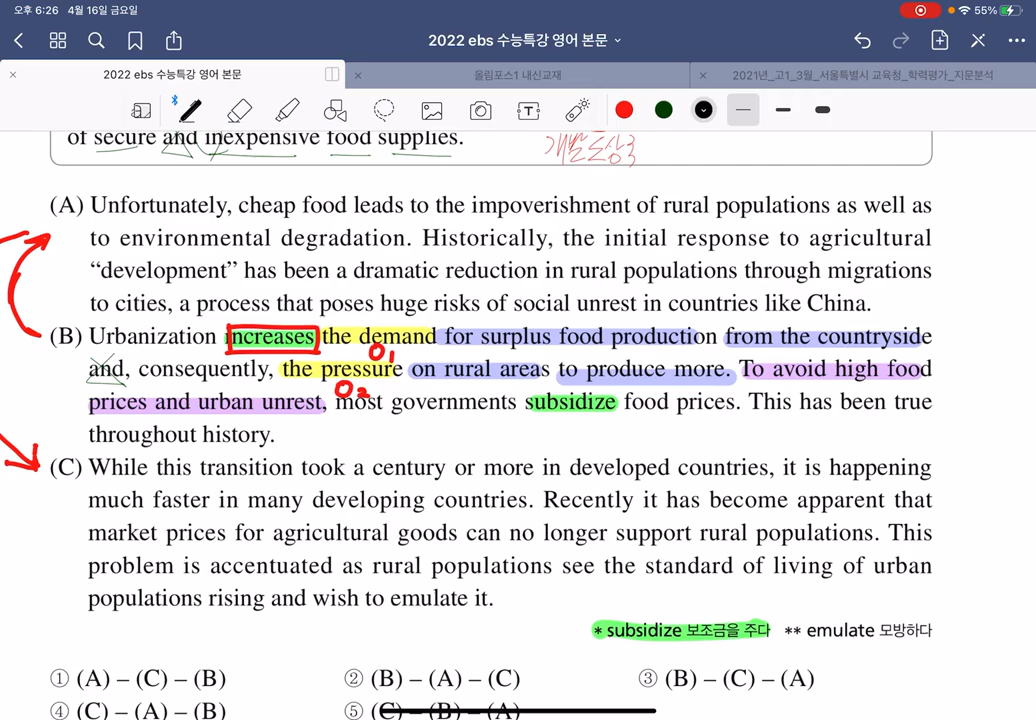 오후 6:26 4월 16일 금요일
55%
2022 ebs 수능특강 영어 본문
2022 ebs 수능특강 영어 본문
올림포스1 내신교재
2021년_고1_3월_서울특별시 교육청_학력평가_지문분석
of secure and inexpensive food supplies.
개발도상국
(A) Unfortunately, cheap food leads to the impoverishment of rural populations as well as
to environmental degradation. Historically, the initial response to agricultural
“development” has been a dramatic reduction in rural populations through migrations
to cities, a process that poses huge risks of social unrest in countries like China.
(B) Urbanization increases the demand for surplus food production from the countryside
O₁
and, consequently, the pressure on rural areas to produce more. To avoid high food
O₂
prices and urban unrest, most governments subsidize food prices. This has been true
throughout history.
(C) While this transition took a century or more in developed countries, it is happening
much faster in many developing countries. Recently it has become apparent that
market prices for agricultural goods can no longer support rural populations. This
problem is accentuated as rural populations see the standard of living of urban
populations rising and wish to emulate it.
* subsidize 보조금을 주다 ** emulate 모방하다
① (A) – (C) – (B) ② (B) – (A) – (C) ③ (B) – (C) – (A)
④ (C) – (A) – (B) ⑤ (C) – (B) – (A)